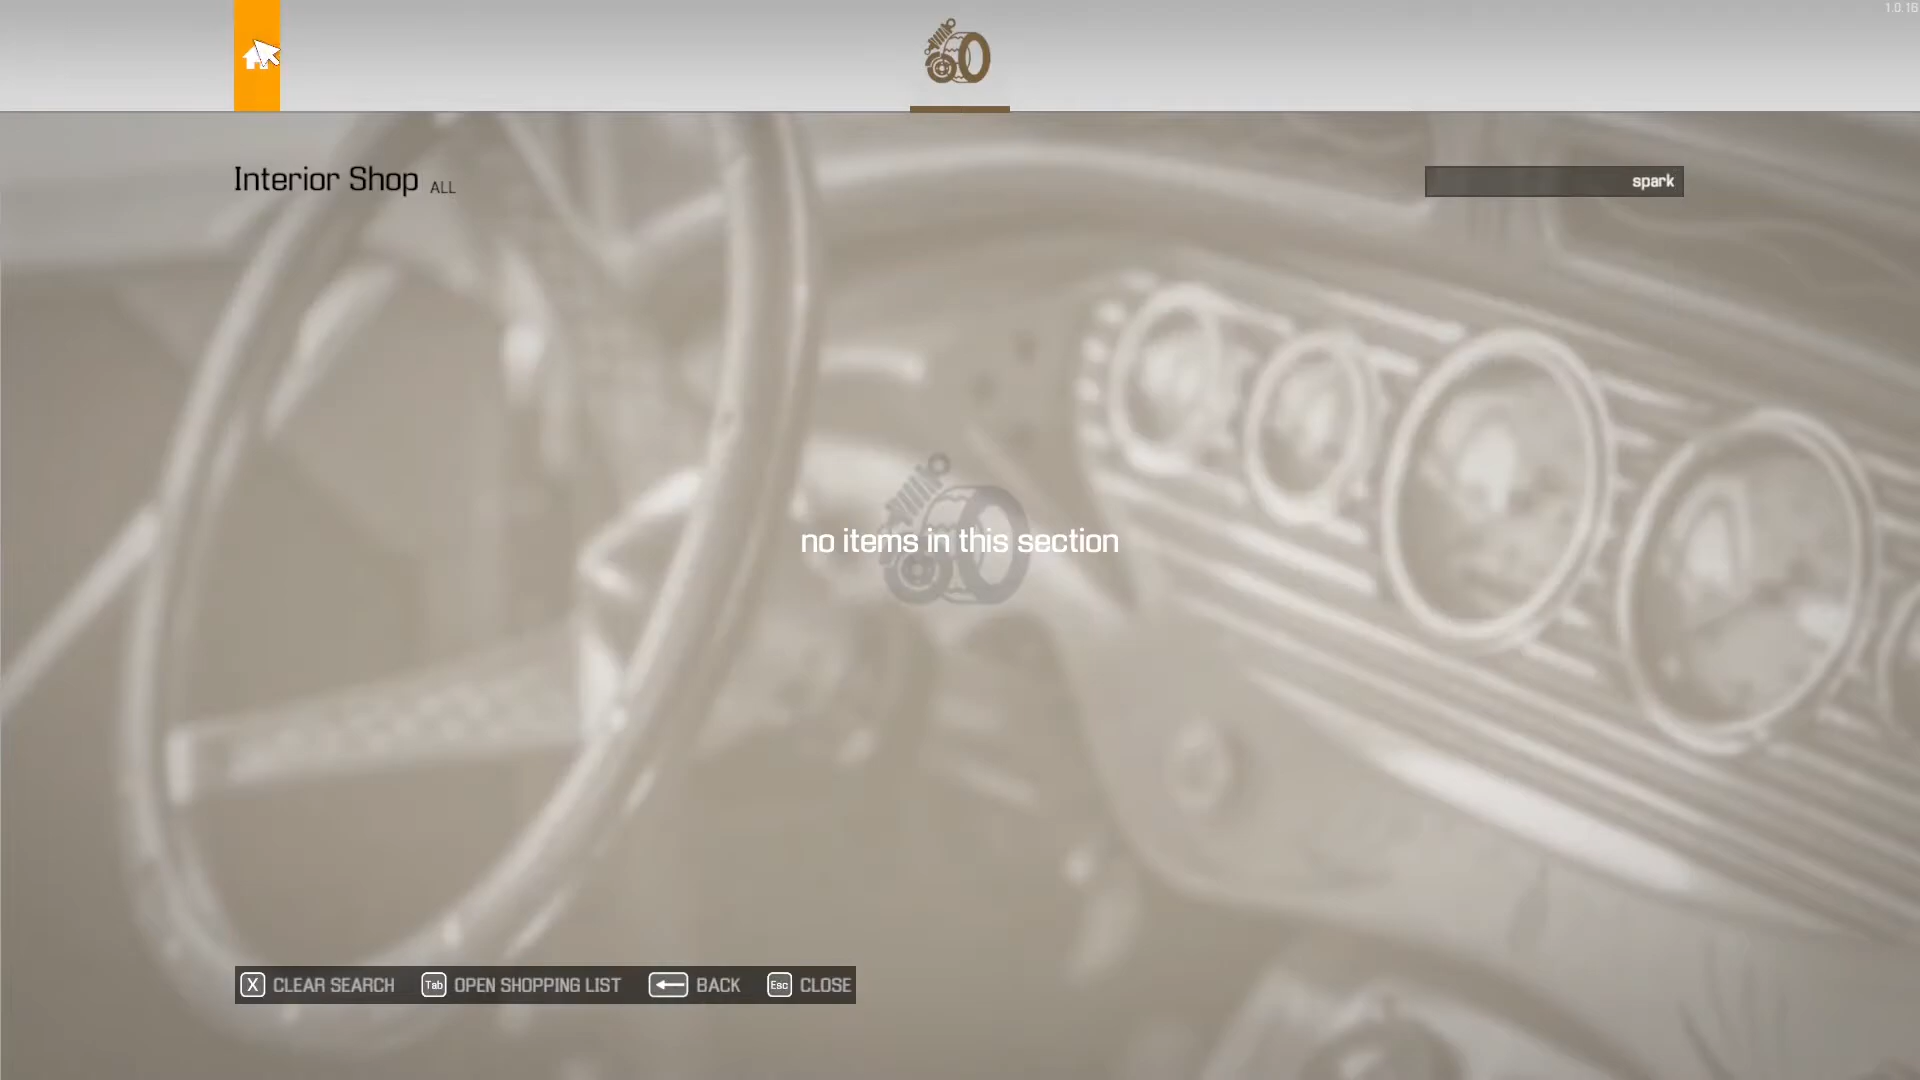 1.0.16
Interior Shop ALL
spark
no items in this section
X CLEAR SEARCH Tab OPEN SHOPPING LIST BACK Esc CLOSE